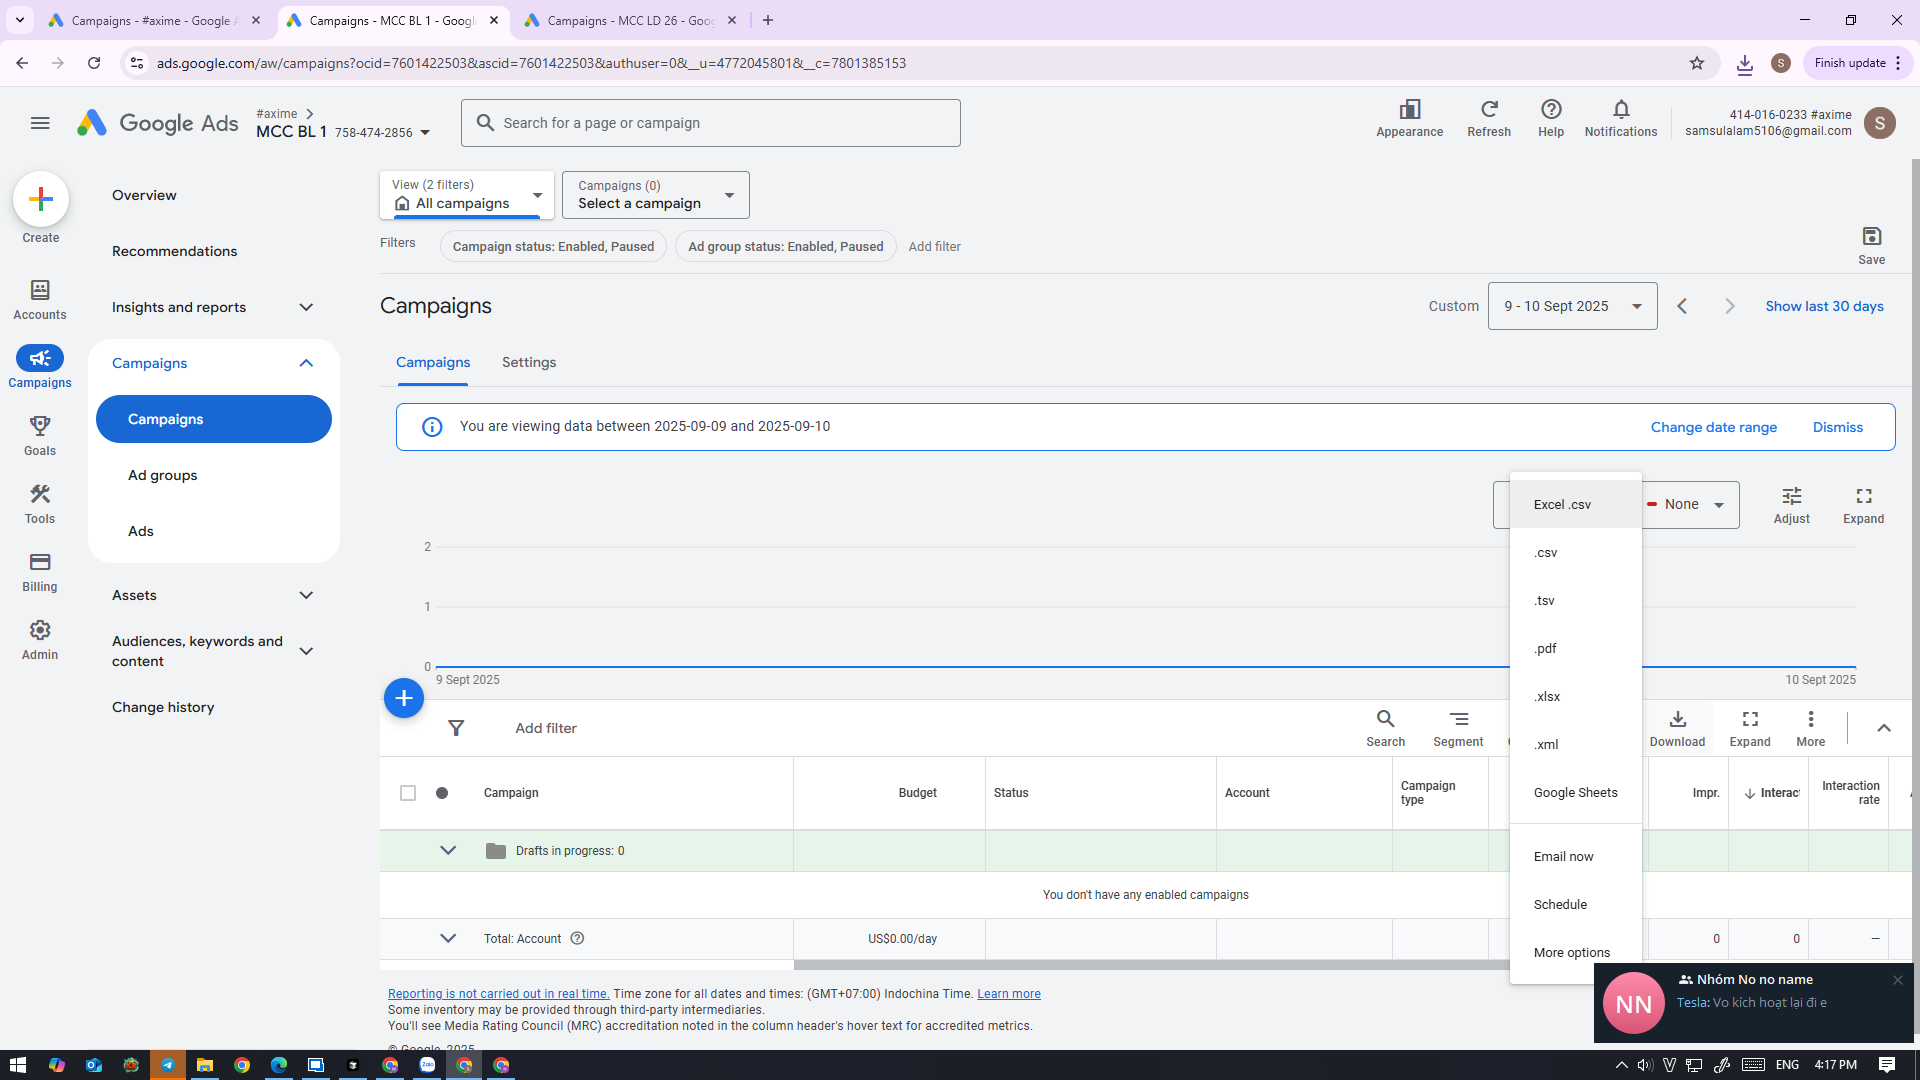 Campaigns - #axime - Google A
Campaigns - MCC BL 1 - Googl
Campaigns - MCC LD 26 - Goo
ads.google.com/aw/campaigns?ocid=7601422503&ascid=7601422503&authuser=0&__u=4772045801&__c=7801385153
S
Finish update
Google Ads
#axime
MCC BL 1 758-474-2856
Search for a page or campaign
Appearance
Refresh
Help
Notifications
414-016-0233 #axime
samsulalam5106@gmail.com
S
Create
Accounts
Campaigns
Goals
Tools
Billing
Admin
Overview
Recommendations
Insights and reports
Campaigns
Campaigns
Ad groups
Ads
Assets
Audiences, keywords and
content
Change history
View (2 filters)
All campaigns
Campaigns (0)
Select a campaign
Filters
Campaign status: Enabled, Paused
Ad group status: Enabled, Paused
Add filter
Save
Campaigns
Custom
9 - 10 Sept 2025
Show last 30 days
Campaigns
Settings
You are viewing data between 2025-09-09 and 2025-09-10
Change date range
Dismiss
None
Adjust
Expand
2
1
0
9 Sept 2025
10 Sept 2025
Excel .csv
.csv
.tsv
.pdf
.xlsx
.xml
Google Sheets
Email now
Schedule
More options
Add filter
Search
Segment
Download
Expand
More
Campaign
Budget
Status
Account
Campaign
type
Impr.
Interac
Interaction
rate
Drafts in progress: 0
You don't have any enabled campaigns
Total: Account
US$0.00/day
0
0
—
Reporting is not carried out in real time. Time zone for all dates and times: (GMT+07:00) Indochina Time. Learn more
Some inventory may be provided through third-party intermediaries.
You'll see Media Rating Council (MRC) accreditation noted in the column header's hover text for accredited metrics.
© Google, 2025
NN
Nhóm No no name
Tesla: Vo kích hoạt lại đi e
Zalo
ENG
4:17 PM